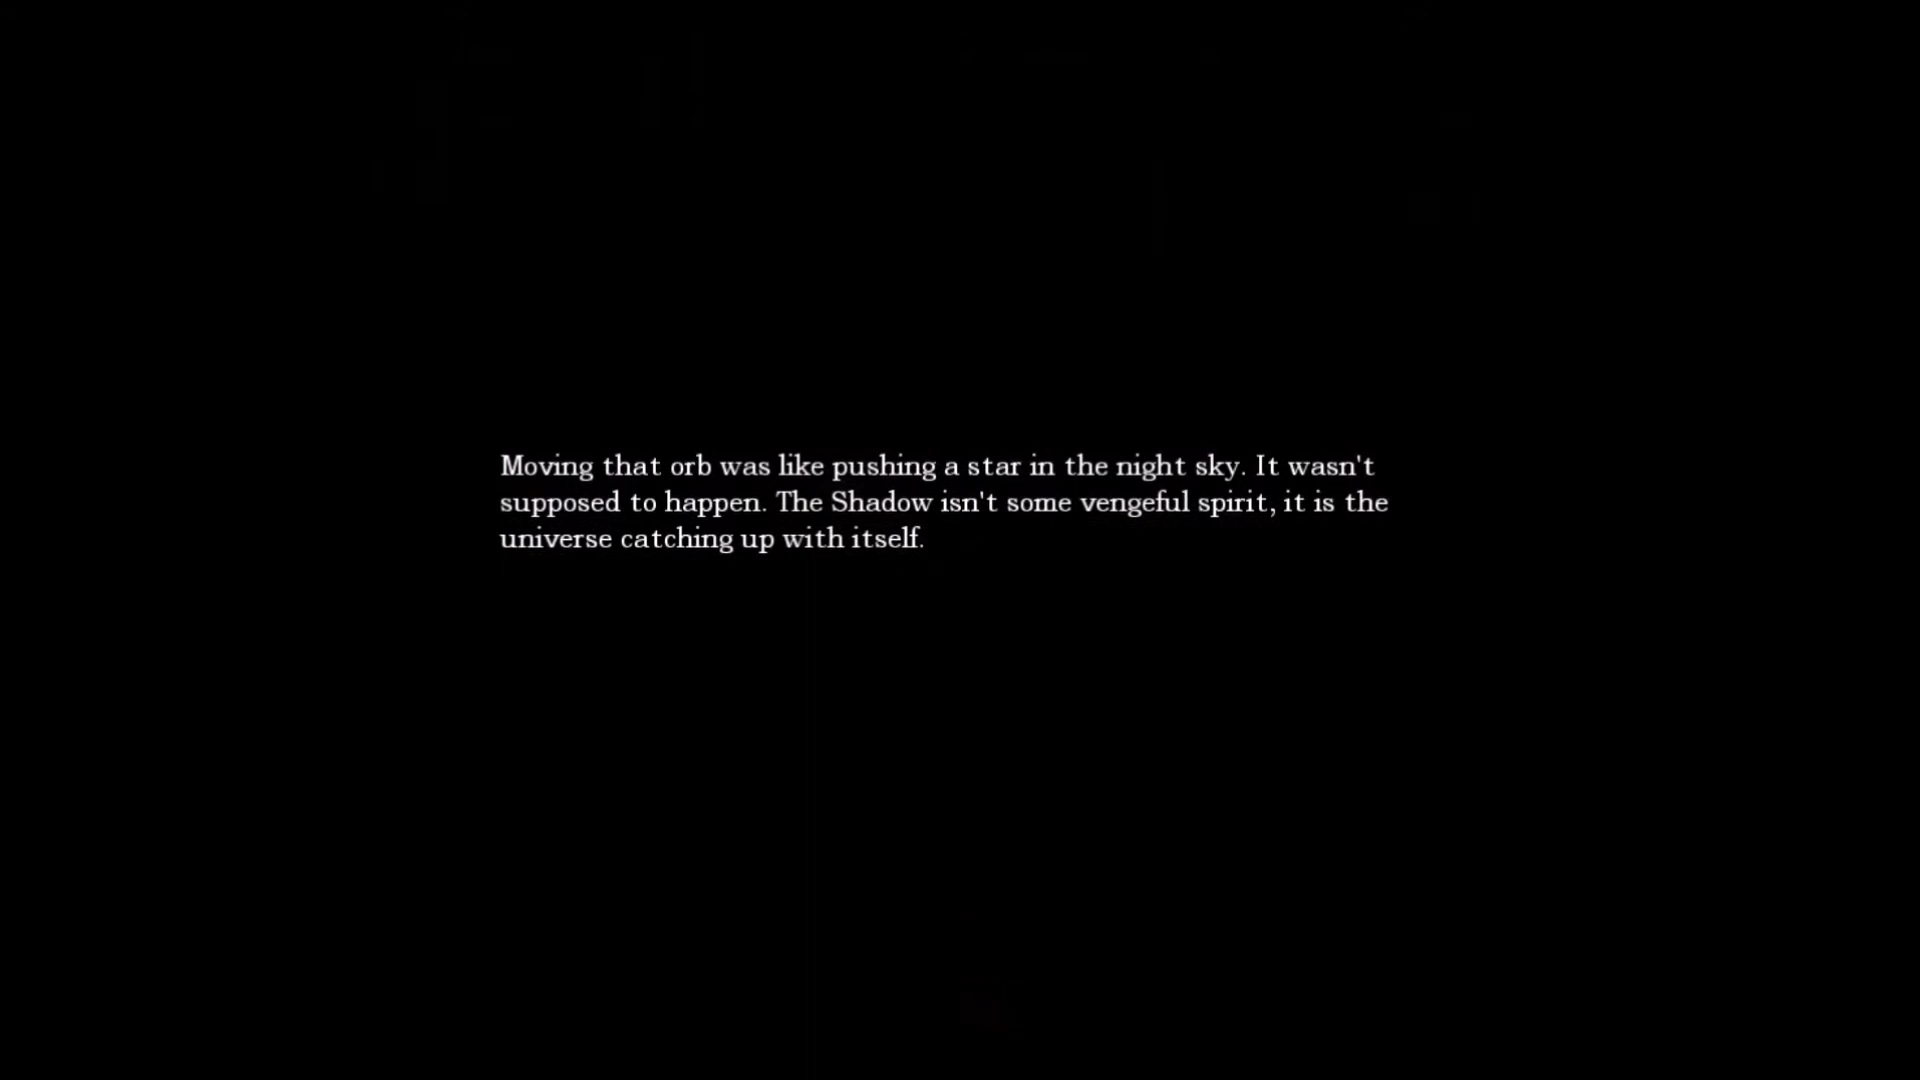 Moving that orb was like pushing a star in the night sky. It wasn't
supposed to happen. The Shadow isn't some vengeful spirit, it is the
universe catching up with itself.